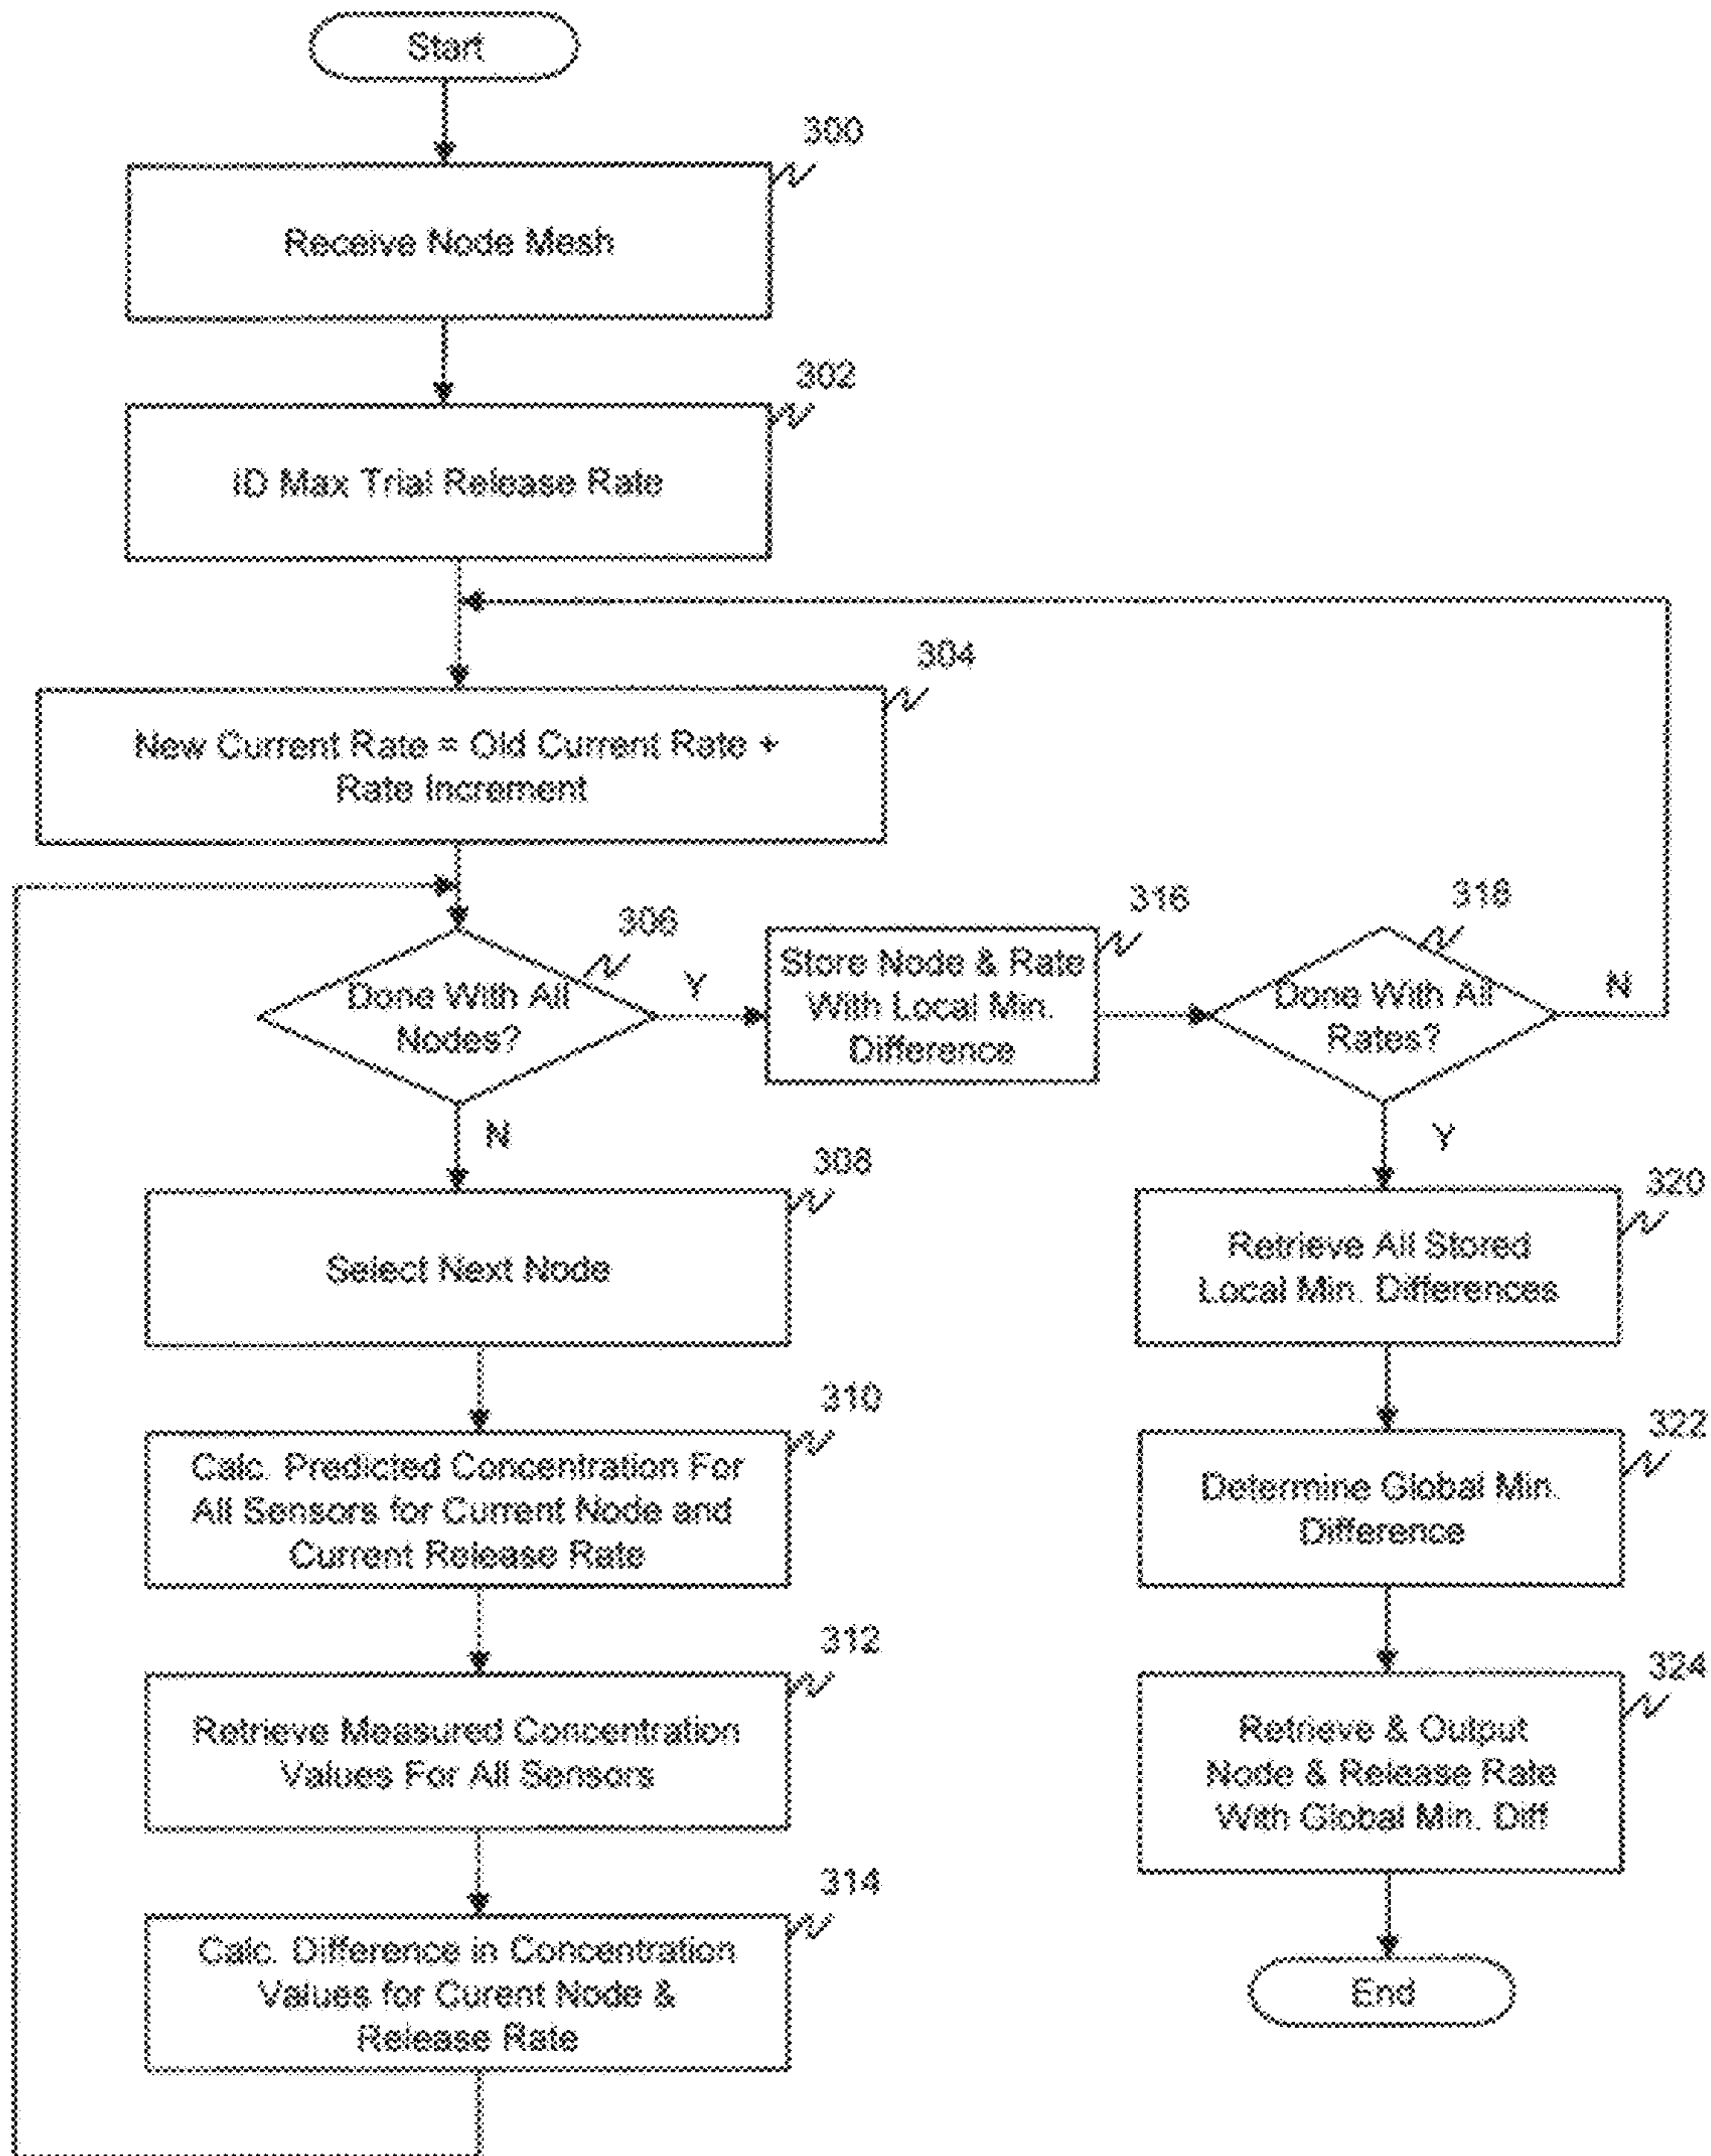 Start
300
Receive Node Mesh
302
ID Max Trial Release Rate
304
New Current Rate = Old Current Rate +
Rate Increment
306
Done With All
Nodes?
Y
N
316
Store Node & Rate
With Local Min.
Difference
318
Done With All
Rates?
N
Y
308
Select Next Node
310
Calc. Predicted Concentration For
All Sensors for Current Node and
Current Release Rate
312
Retrieve Measured Concentration
Values For All Sensors
314
Calc. Difference in Concentration
Values for Curent Node &
Release Rate
320
Retrieve All Stored
Local Min. Differences
322
Determine Global Min.
Difference
324
Retrieve & Output
Node & Release Rate
With Global Min. Diff
End